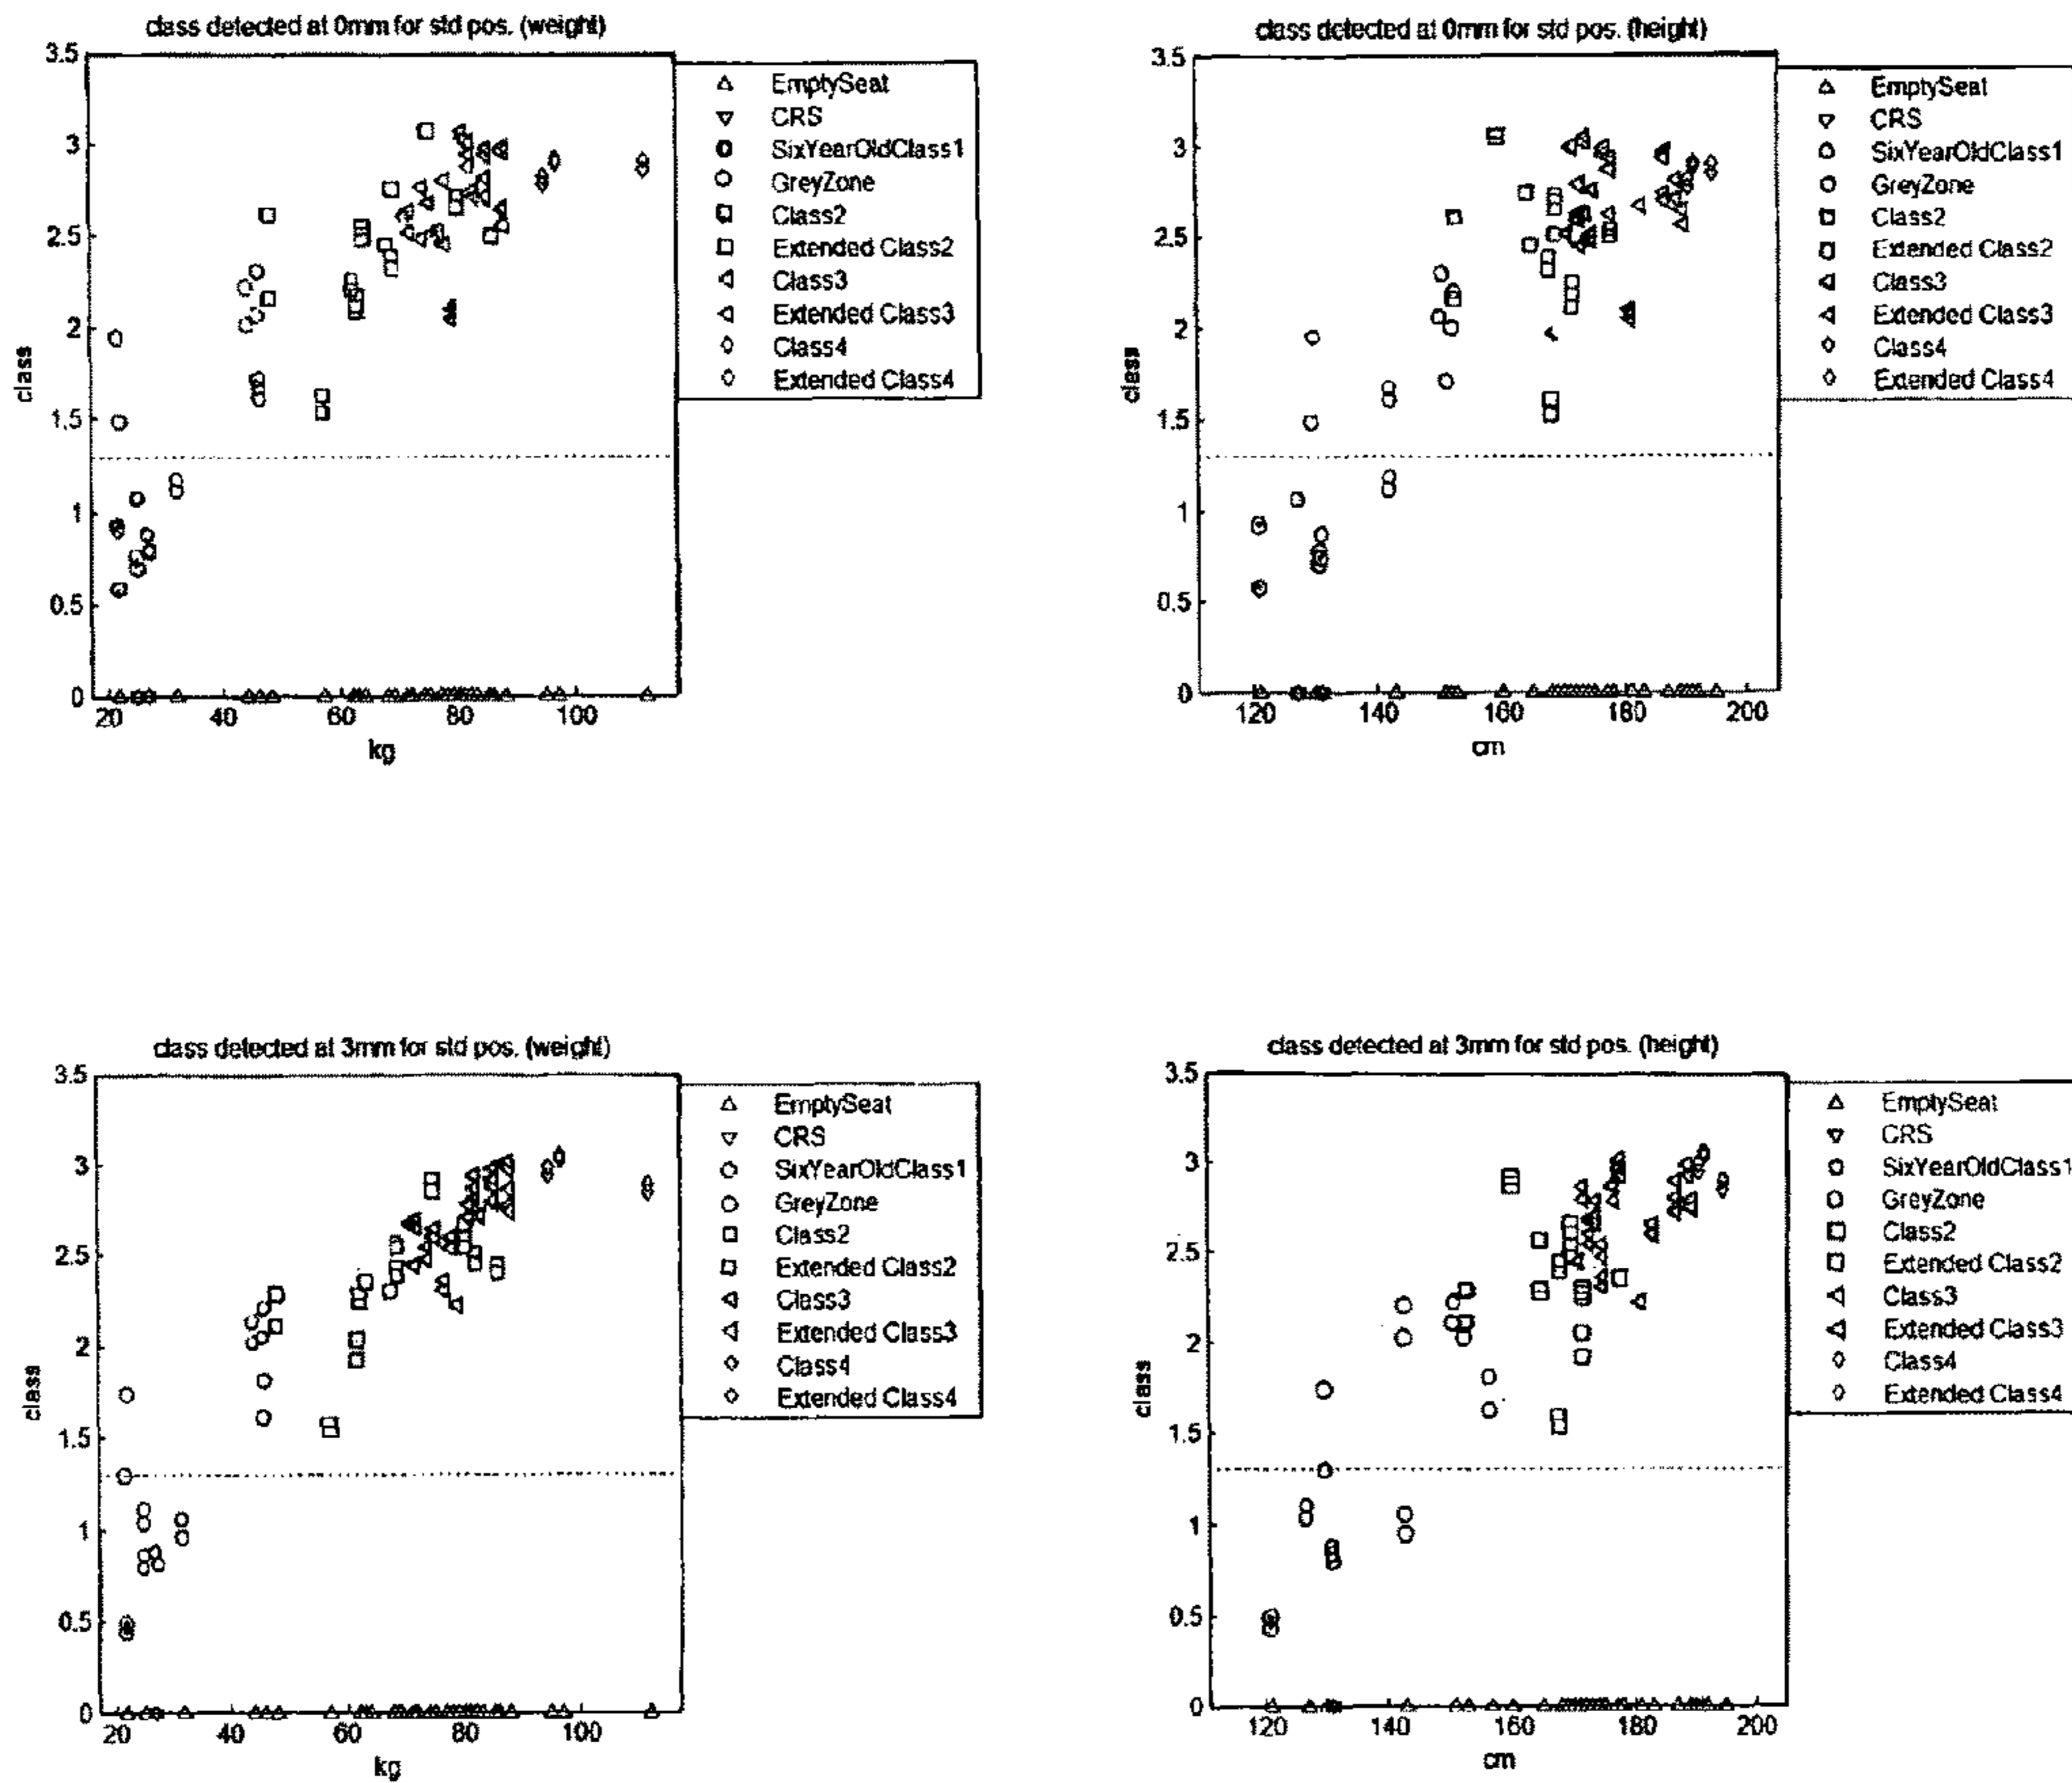 class detected at 0mm for std pos. (weight)
3.5
3
2.5
2
1.5
1
0.5
0
class
20 40 60 80 100
kg
EmptySeat
CRS
SixYearOldClass1
GreyZone
Class2
Extended Class2
Class3
Extended Class3
Class4
Extended Class4
class detected at 0mm for std pos. (height)
3.5
3
2.5
2
1.5
1
0.5
0
class
120 140 160 180 200
cm
EmptySeat
CRS
SixYearOldClass1
GreyZone
Class2
Extended Class2
Class3
Extended Class3
Class4
Extended Class4
class detected at 3mm for std pos. (weight)
3.5
3
2.5
2
1.5
1
0.5
0
class
20 40 60 80 100
kg
EmptySeat
CRS
SixYearOldClass1
GreyZone
Class2
Extended Class2
Class3
Extended Class3
Class4
Extended Class4
class detected at 3mm for std pos. (height)
3.5
3
2.5
2
1.5
1
0.5
0
class
120 140 160 180 200
cm
EmptySeat
CRS
SixYearOldClass1
GreyZone
Class2
Extended Class2
Class3
Extended Class3
Class4
Extended Class4